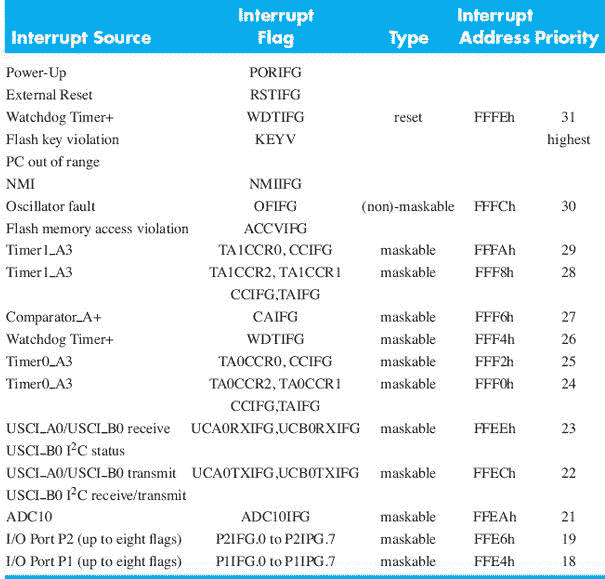 Interrupt Interrupt
Interrupt Source Flag Type Address Priority
Power-Up PORIFG
External Reset RSTIFG
Watchdog Timer+ WDTIFG reset FFFEh 31
Flash key violation KEYV highest
PC out of range
NMI NMIIFG
Oscillator fault OFIFG (non)-maskable FFFCh 30
Flash memory access violation ACCVIFG
Timer1_A3 TA1CCR0, CCIFG maskable FFFAh 29
Timer1_A3 TA1CCR2, TA1CCR1 maskable FFF8h 28
CCIFG,TAIFG
Comparator_A+ CAIFG maskable FFF6h 27
Watchdog Timer+ WDTIFG maskable FFF4h 26
Timer0_A3 TA0CCR0, CCIFG maskable FFF2h 25
Timer0_A3 TA0CCR2, TA0CCR1 maskable FFF0h 24
CCIFG,TAIFG
USCI_A0/USCI_B0 receive UCA0RXIFG,UCB0RXIFG maskable FFEEh 23
USCI_B0 I²C status
USCI_A0/USCI_B0 transmit UCA0TXIFG,UCB0TXIFG maskable FFECh 22
USCI_B0 I²C receive/transmit
ADC10 ADC10IFG maskable FFEAh 21
I/O Port P2 (up to eight flags) P2IFG.0 to P2IPG.7 maskable FFE6h 19
I/O Port P1 (up to eight flags) P1IFG.0 to P1IPG.7 maskable FFE4h 18